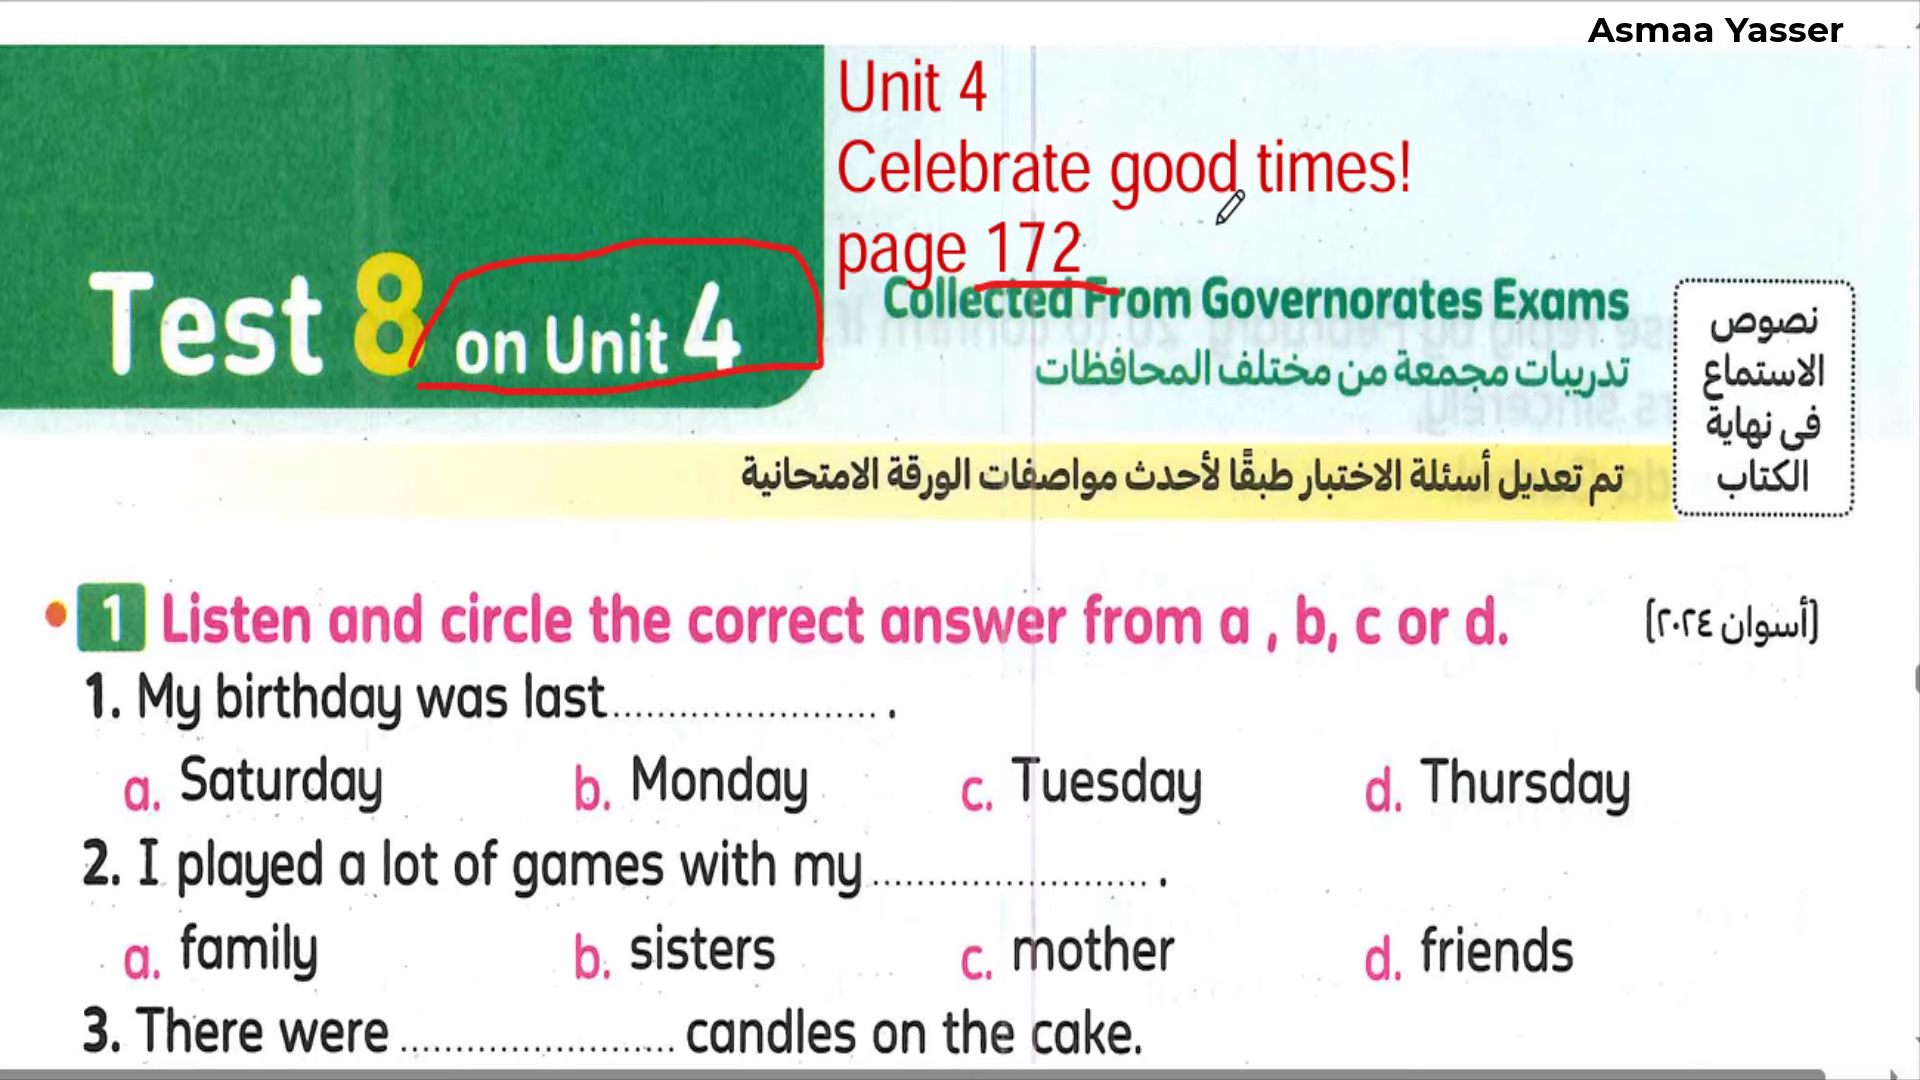 Asmaa Yasser
Unit 4
Celebrate good times!
page 172
Test 8 on Unit 4
Collected From Governorates Exams
تدريبات مجمعة من مختلف المحافظات
نصوص
الاستماع
فى نهاية
الكتاب
تم تعديل أسئلة الاختبار طبقًا لأحدث مواصفات الورقة الامتحانية
1 Listen and circle the correct answer from a , b, c or d. (أسوان ٢٠٢٤)
1. My birthday was last...................... .
a. Saturday b. Monday c. Tuesday d. Thursday
2. I played a lot of games with my...................... .
a. family b. sisters c. mother d. friends
3. There were ...................... candles on the cake.